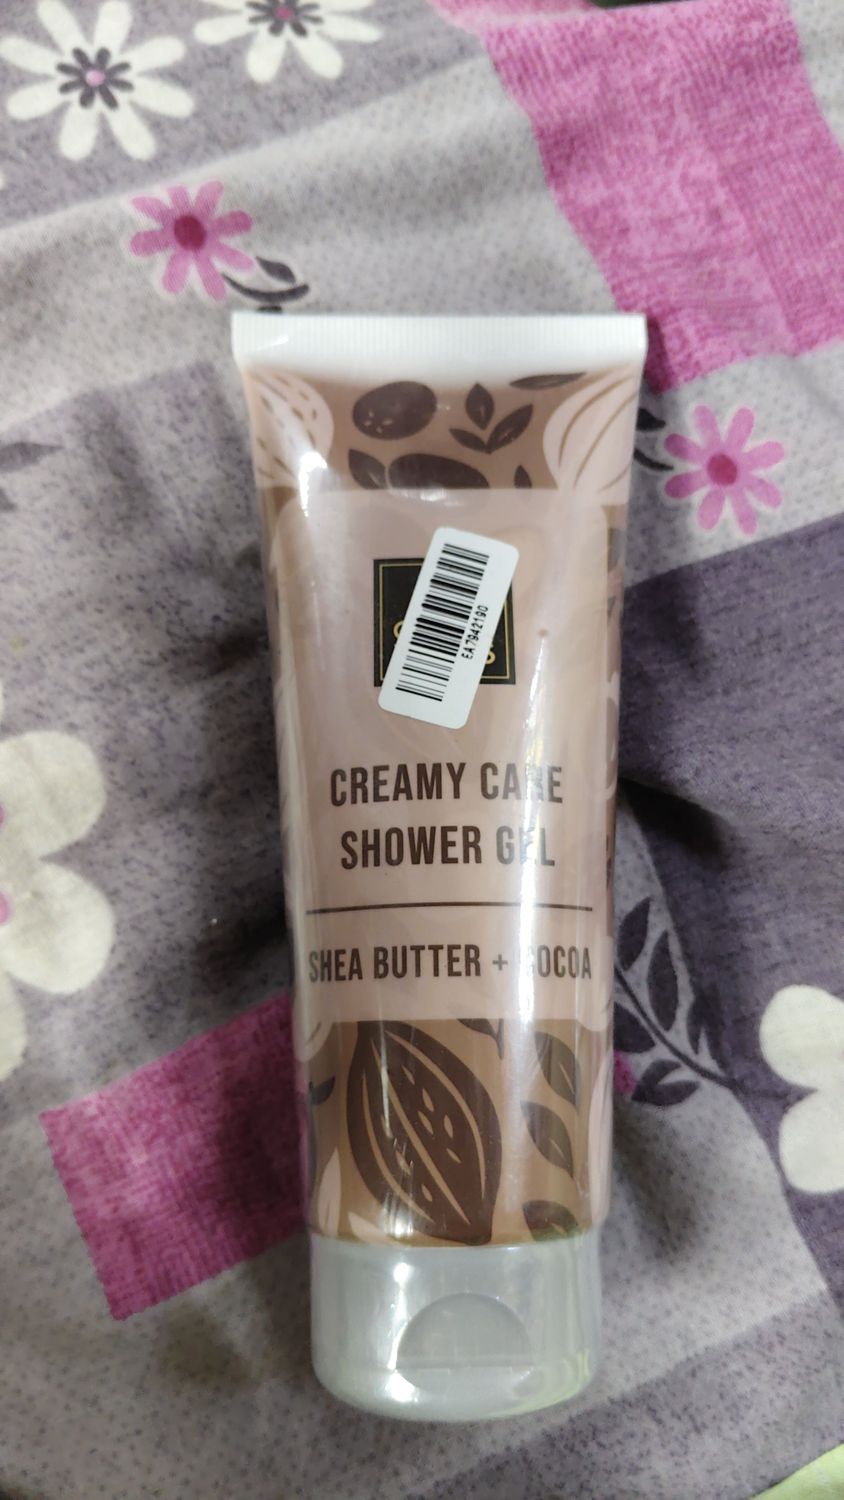 EA7942190
CREAMY CARE
SHOWER GEL
SHEA BUTTER + COCOA